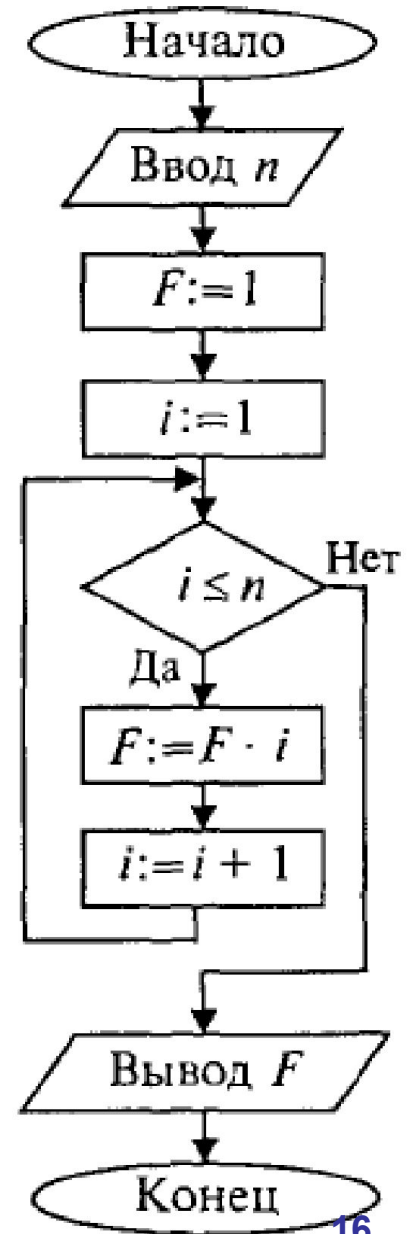 Начало
Ввод n
F:=1
i:=1
i ≤ n
Нет
Да
F:=F · i
i:=i + 1
Вывод F
Конец
16